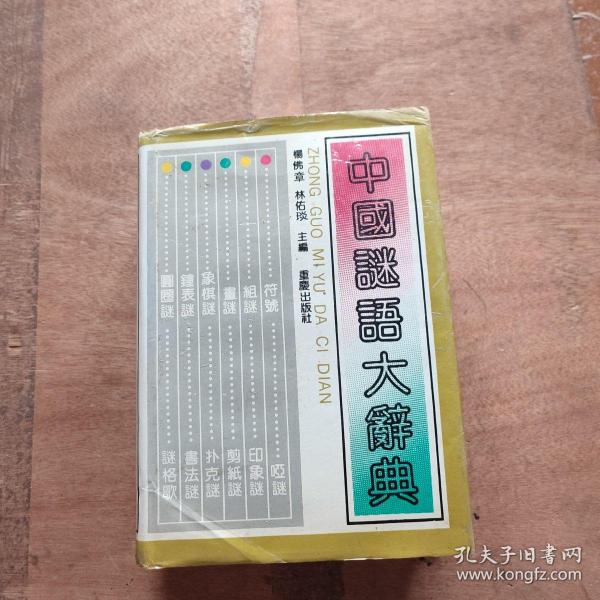 中國謎語大辭典
ZHONG GUO MI YU DA CI DIAN
楊佛章 林佑琰 主編 重慶出版社
符號 啞謎
組謎 印象謎
畫謎 剪紙謎
象棋謎 扑克謎
鐘表謎 書法謎
圓圈謎 謎格歌
孔夫子旧书网
www.kongfz.com